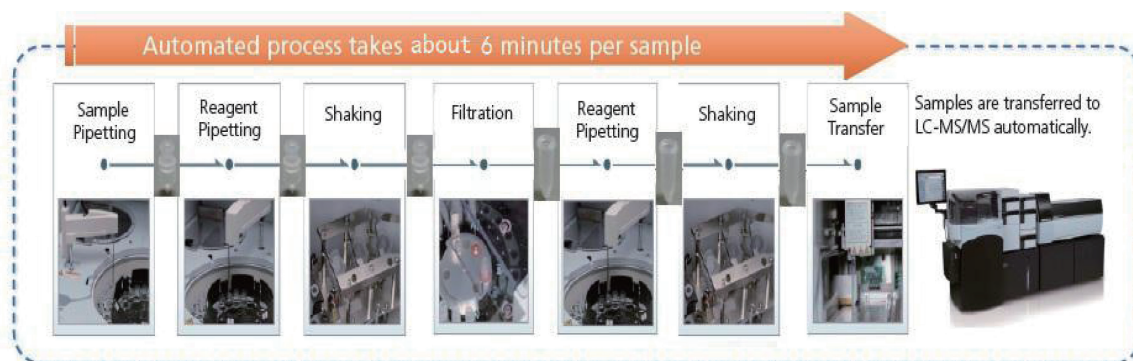 Automated process takes about 6 minutes per sample
Sample
Pipetting
Reagent
Pipetting
Shaking
Filtration
Reagent
Pipetting
Shaking
Sample
Transfer
Samples are transferred to
LC-MS/MS automatically.